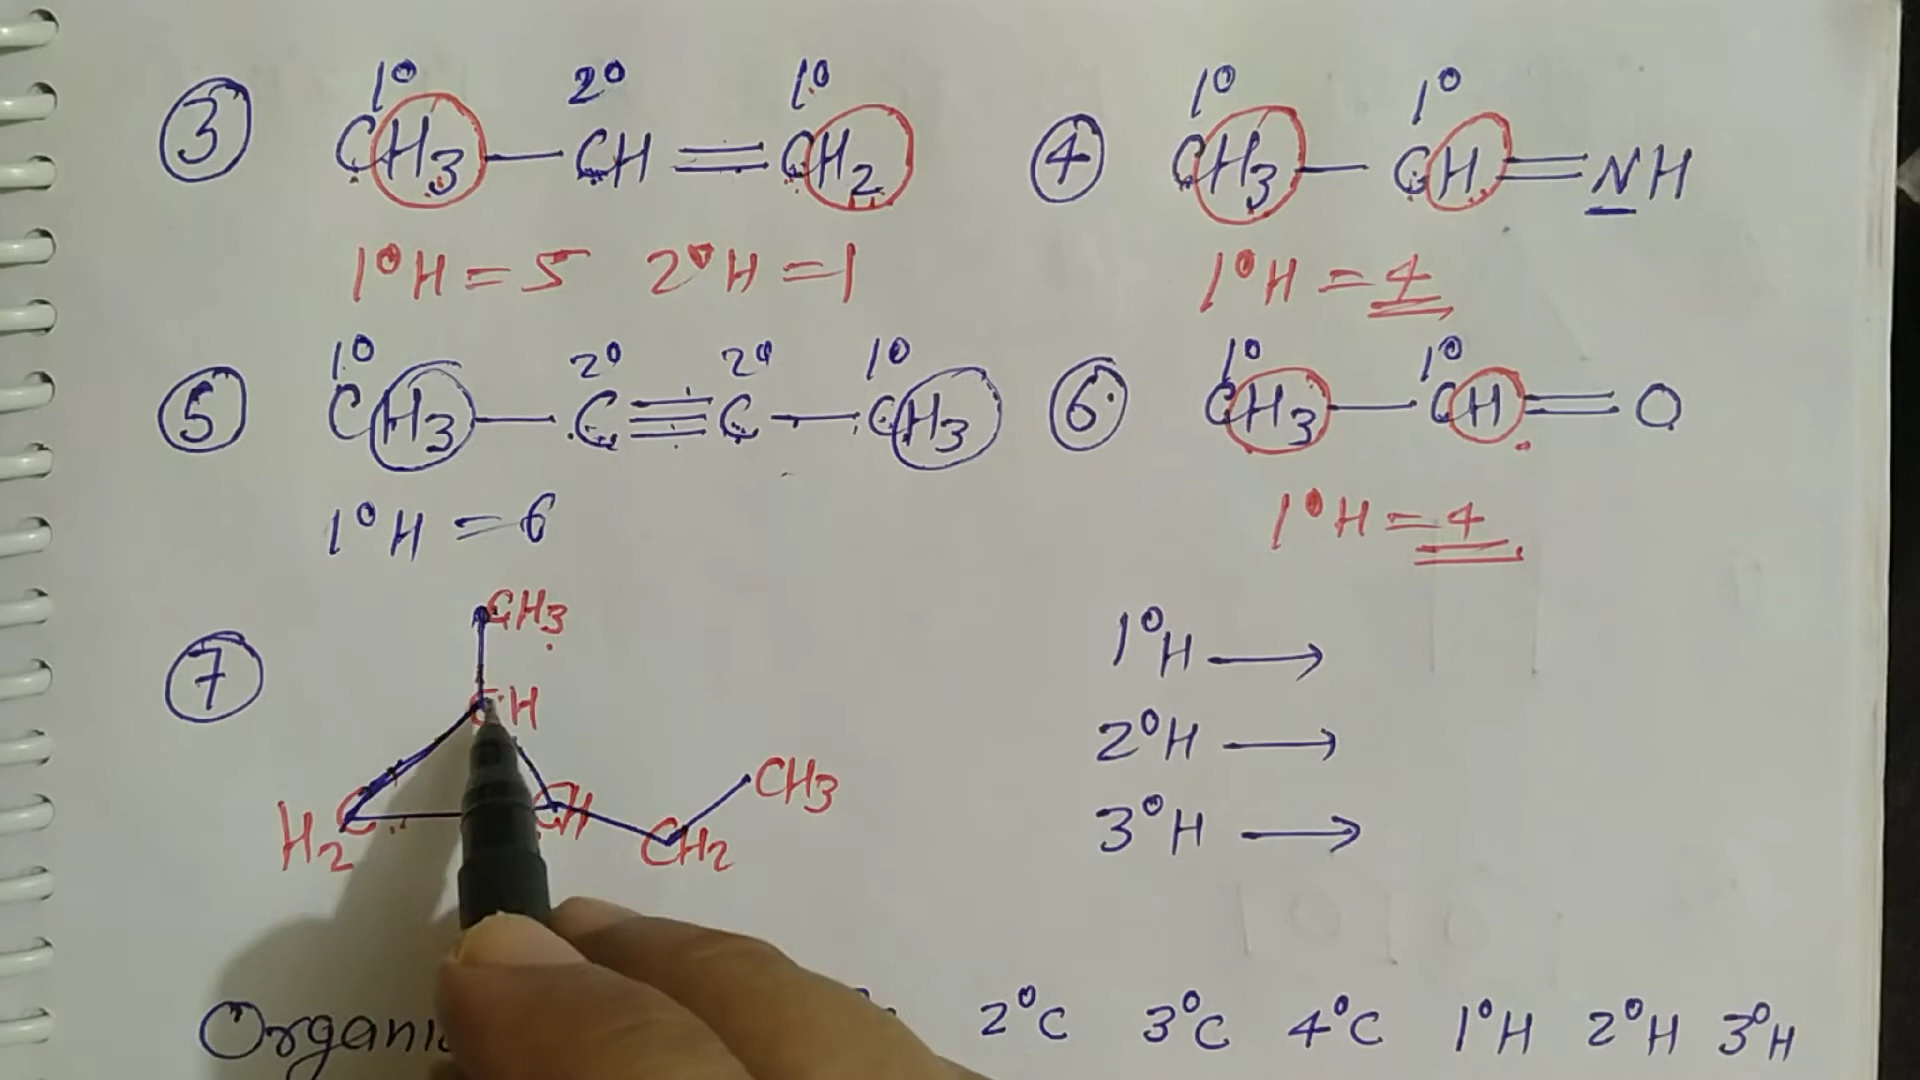 1° 2° 1°
③ CH3 — CH = CH2
1°H = 5 2°H = 1
1° 1°
④ CH3 — CH = NH
1°H = 4
1° 2° 2° 1°
⑤ CH3 — C ≡ C — CH3
1°H = 6
1° 1°
⑥ CH3 — CH = O
1°H = 4
⑦
CH3
CH
H2C CH CH2 CH3
1°H →
2°H →
3°H →
2°C 3°C 4°C 1°H 2°H 3°H